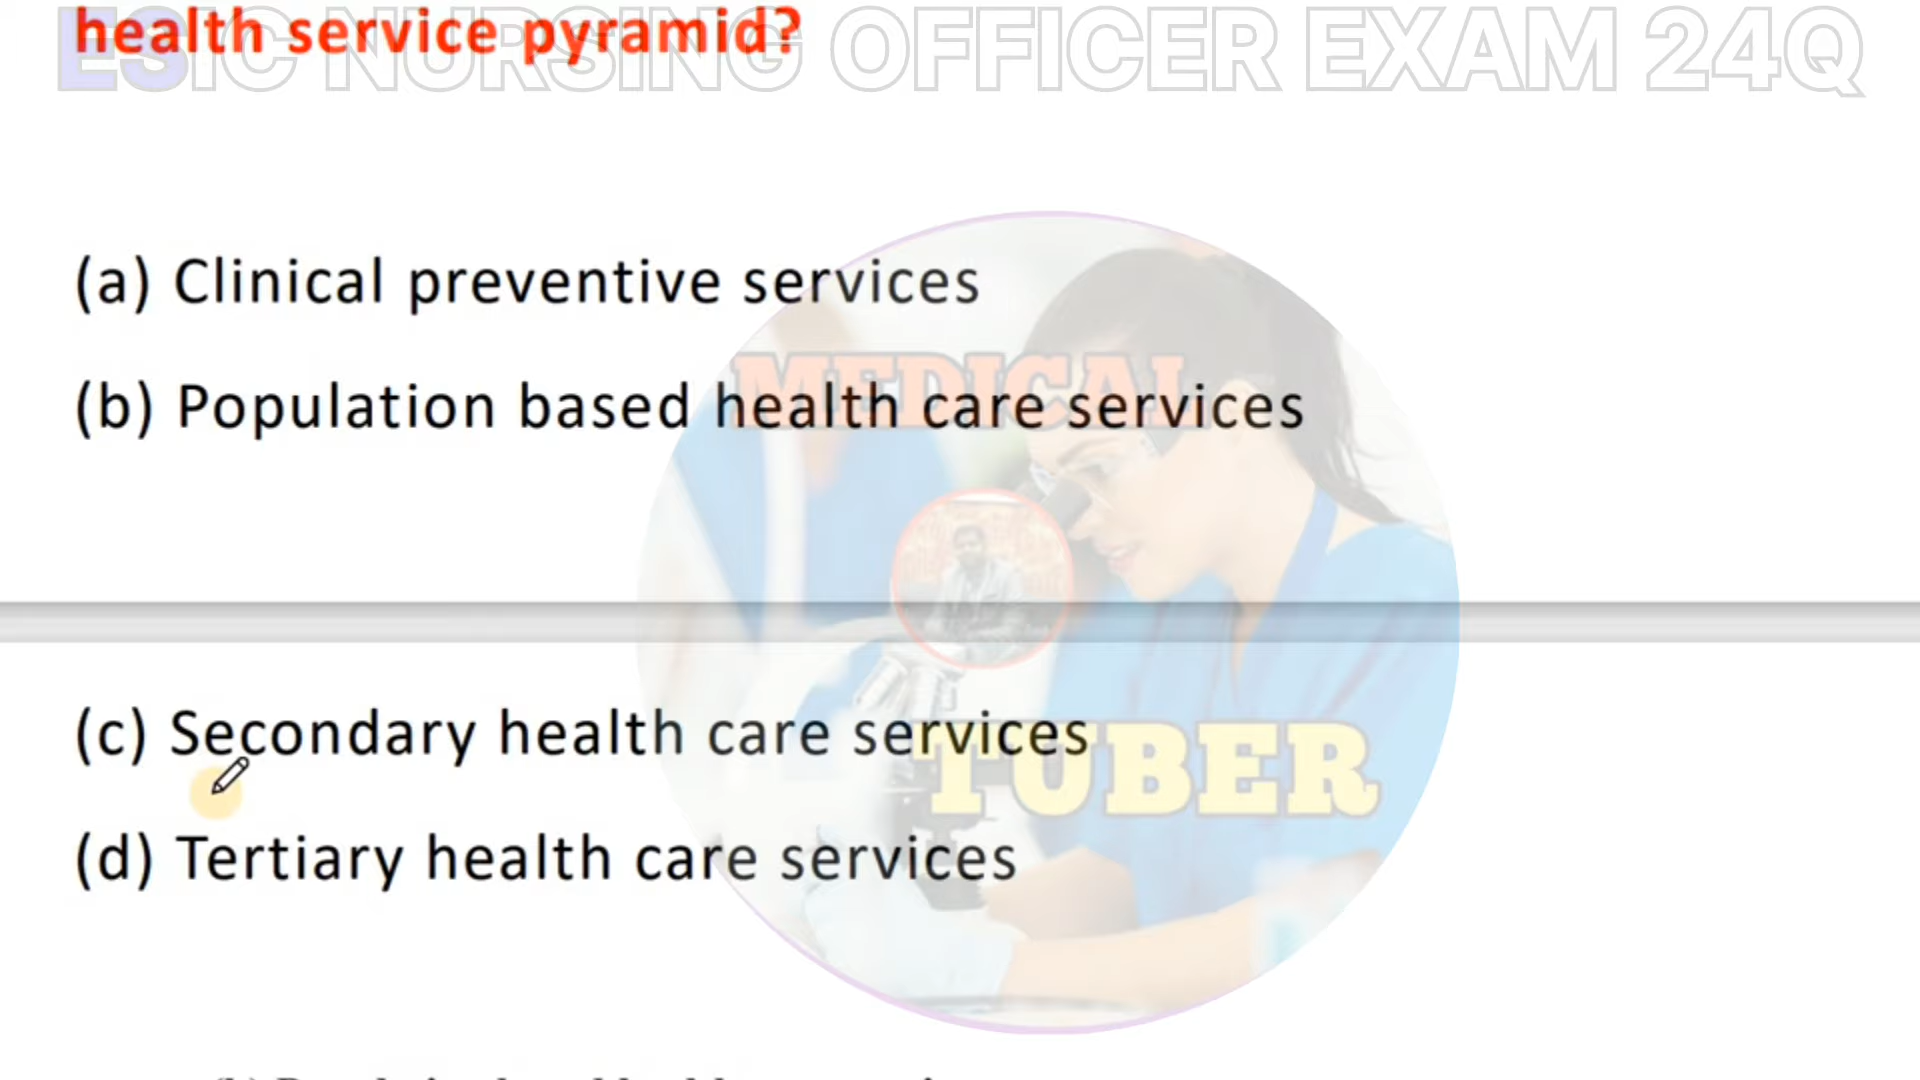 health service pyramid?
ESIC NURSING OFFICER EXAM 24Q
(a) Clinical preventive services
(b) Population based health care services
MEDICAL
(c) Secondary health care services
TUBER
(d) Tertiary health care services